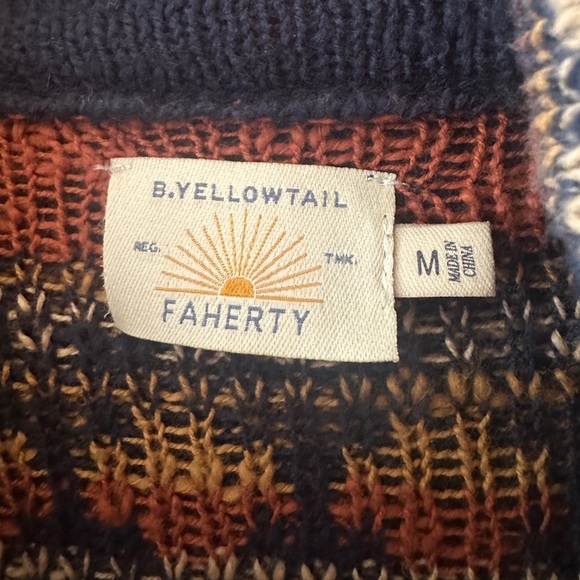 B.YELLOWTAIL
REG. TMK.
FAHERTY
M
MADE IN
CHINA